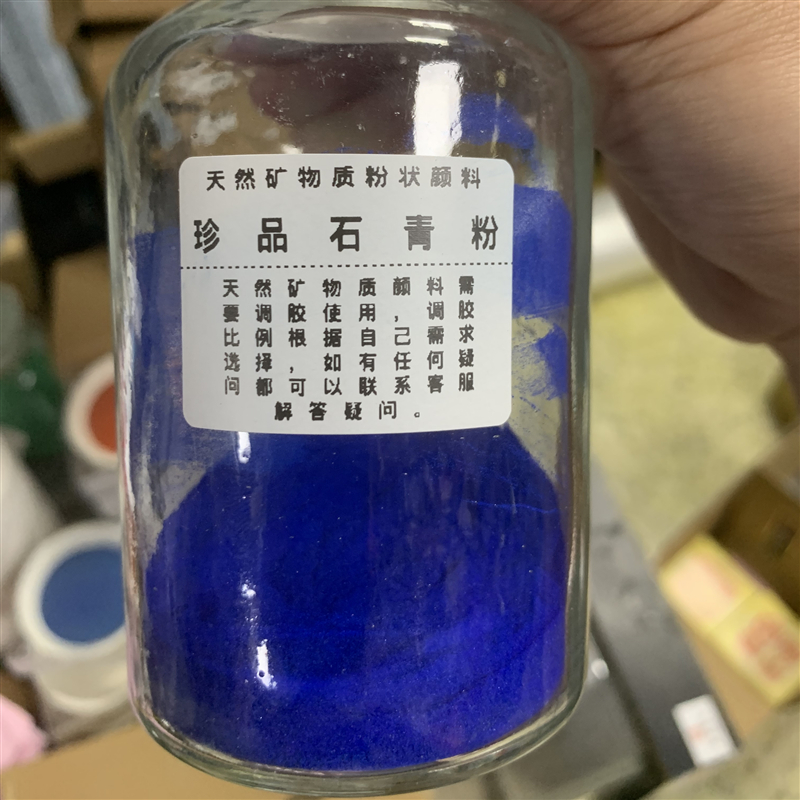 天然矿物质粉状颜料
珍品石青粉
天然矿物质颜料需
要调胶使用，调胶
比例根据自己需求
选择，如有任何疑
问都可以联系客服
解答疑问。